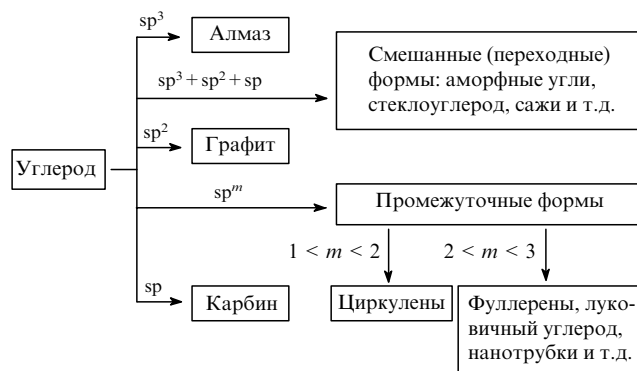 sp³
Алмаз
Смешанные (переходные)
формы: аморфные угли,
стеклоуглерод, сажи и т.д.
sp³ + sp² + sp
sp²
Графит
Углерод
spᵐ
Промежуточные формы
1 < m < 2
2 < m < 3
sp
Карбин
Циркулены
Фуллерены, луко-
вичный углерод,
нанотрубки и т.д.